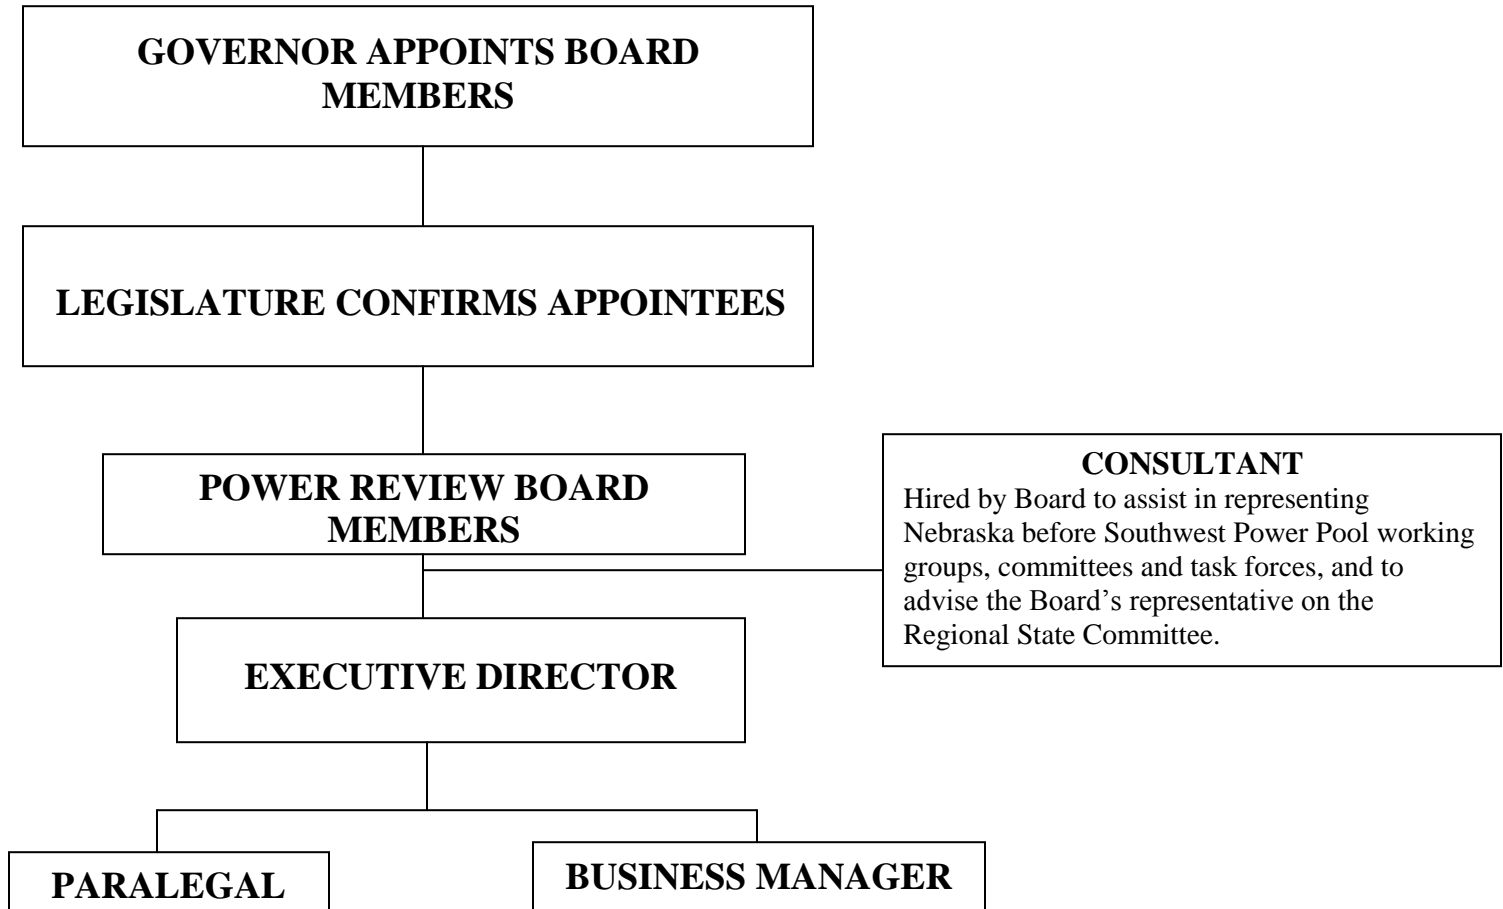 GOVERNOR APPOINTS BOARD
MEMBERS
LEGISLATURE CONFIRMS APPOINTEES
POWER REVIEW BOARD
MEMBERS
CONSULTANT
Hired by Board to assist in representing
Nebraska before Southwest Power Pool working
groups, committees and task forces, and to
advise the Board’s representative on the
Regional State Committee.
EXECUTIVE DIRECTOR
PARALEGAL
BUSINESS MANAGER